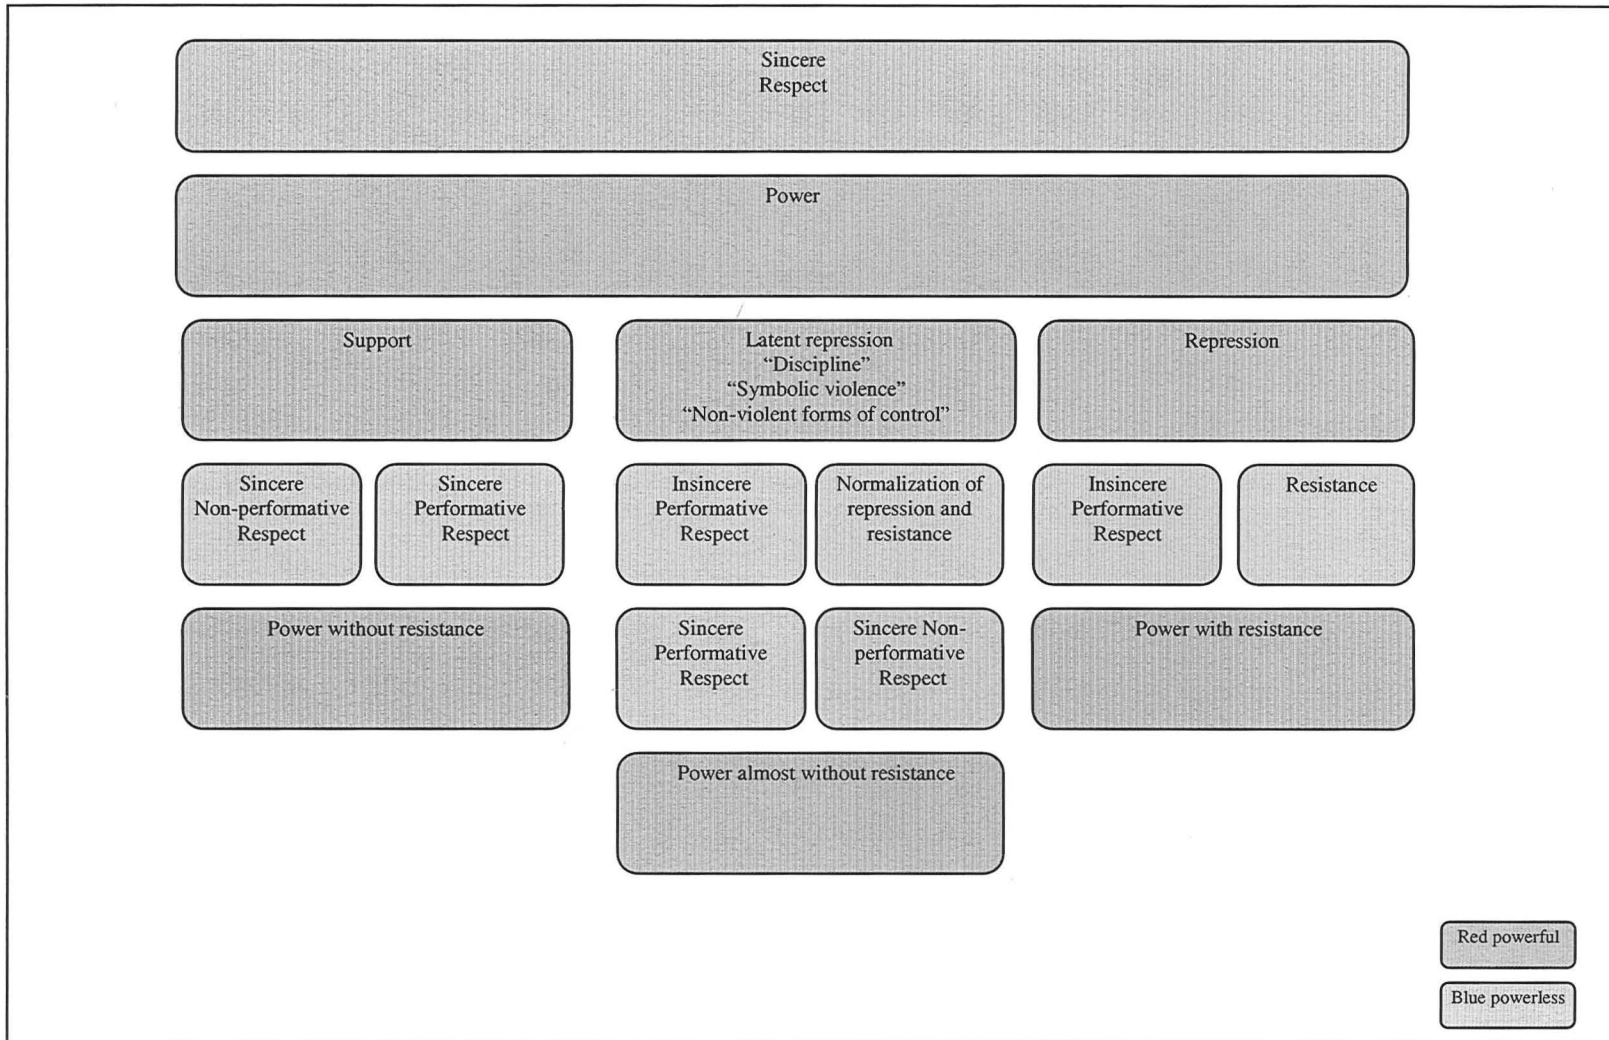 Sincere
Respect
Power
Support
Latent repression
“Discipline”
“Symbolic violence”
“Non-violent forms of control”
Repression
Sincere
Non-performative
Respect
Sincere
Performative
Respect
Insincere
Performative
Respect
Normalization of
repression and
resistance
Insincere
Performative
Respect
Resistance
Power without resistance
Sincere
Performative
Respect
Sincere Non-
performative
Respect
Power with resistance
Power almost without resistance
Red powerful
Blue powerless